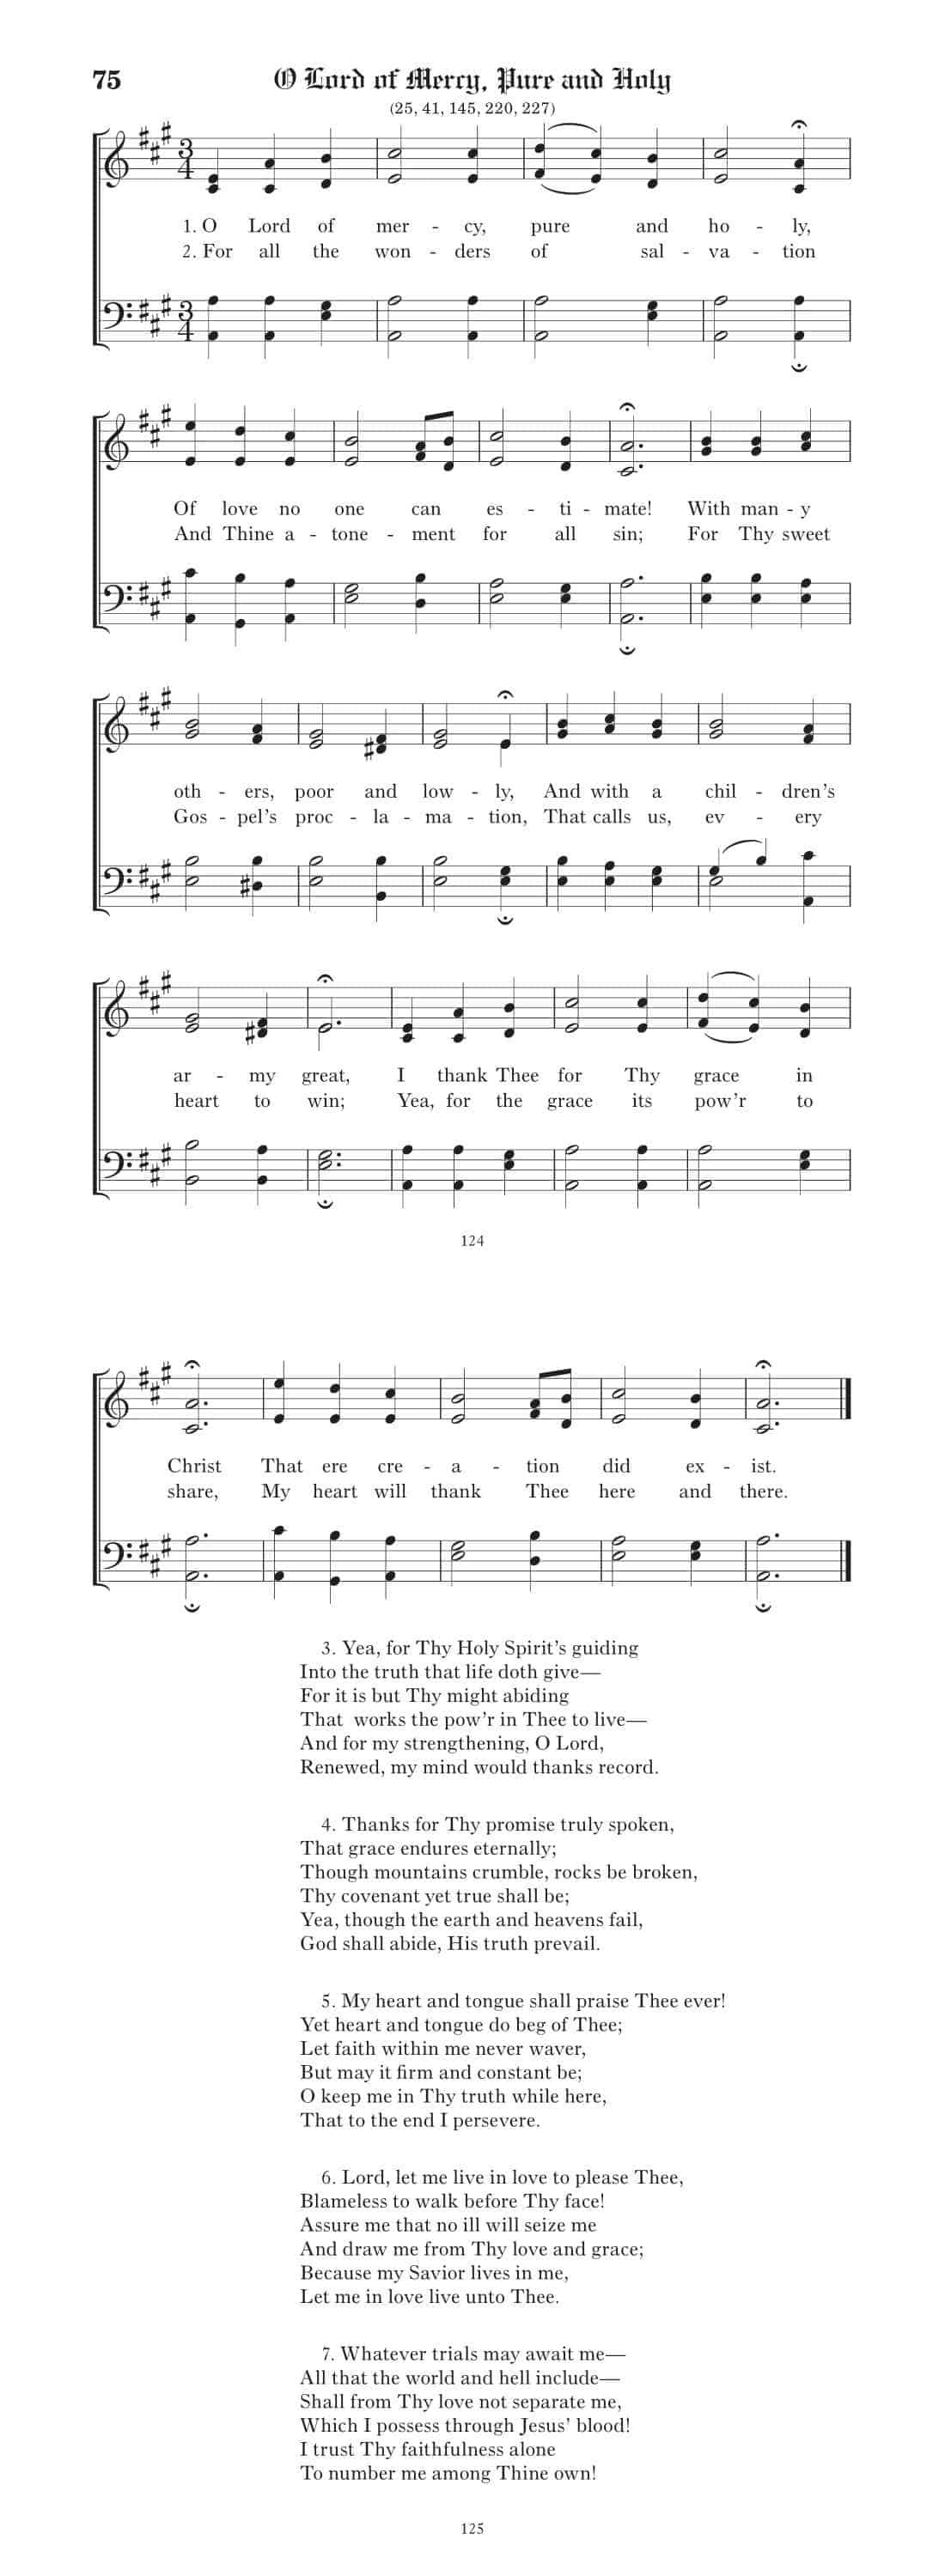 75 O Lord of Mercy, Pure and Holy
(25, 41, 145, 220, 227)
1. O Lord of mer - cy, pure and ho - ly,
2. For all the won - ders of sal - va - tion
Of love no one can es - ti - mate! With man - y
And Thine a - tone - ment for all sin; For Thy sweet
oth - ers, poor and low - ly, And with a chil - dren's
Gos - pel's proc - la - ma - tion, That calls us, ev - ery
ar - my great, I thank Thee for Thy grace in
heart to win; Yea, for the grace its pow'r to
124
Christ That ere cre - a - tion did ex - ist.
share, My heart will thank Thee here and there.
3. Yea, for Thy Holy Spirit's guiding
Into the truth that life doth give—
For it is but Thy might abiding
That works the pow'r in Thee to live—
And for my strengthening, O Lord,
Renewed, my mind would thanks record.
4. Thanks for Thy promise truly spoken,
That grace endures eternally;
Though mountains crumble, rocks be broken,
Thy covenant yet true shall be;
Yea, though the earth and heavens fail,
God shall abide, His truth prevail.
5. My heart and tongue shall praise Thee ever!
Yet heart and tongue do beg of Thee;
Let faith within me never waver,
But may it firm and constant be;
O keep me in Thy truth while here,
That to the end I persevere.
6. Lord, let me live in love to please Thee,
Blameless to walk before Thy face!
Assure me that no ill will seize me
And draw me from Thy love and grace;
Because my Savior lives in me,
Let me in love live unto Thee.
7. Whatever trials may await me—
All that the world and hell include—
Shall from Thy love not separate me,
Which I possess through Jesus' blood!
I trust Thy faithfulness alone
To number me among Thine own!
125